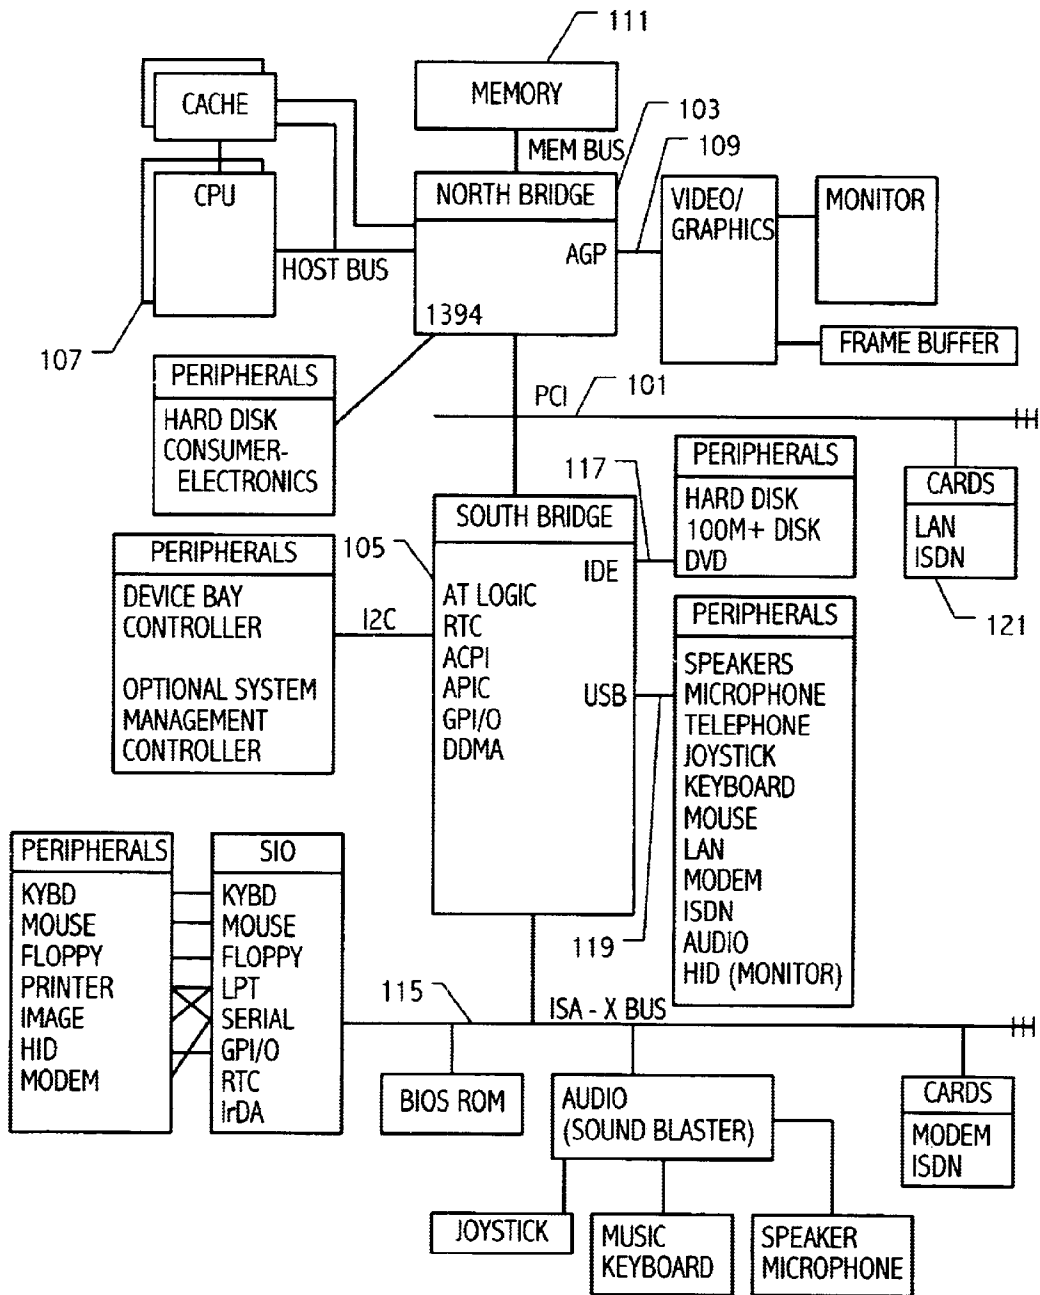 111
MEMORY
CACHE
103
MEM BUS
109
CPU
NORTH BRIDGE
VIDEO/
GRAPHICS
MONITOR
AGP
HOST BUS
1394
107
FRAME BUFFER
PERIPHERALS
HARD DISK
CONSUMER-
ELECTRONICS
PCI
101
117
PERIPHERALS
HARD DISK
100M+ DISK
DVD
CARDS
LAN
ISDN
121
SOUTH BRIDGE
105
IDE
AT LOGIC
RTC
ACPI
APIC
GPI/O
DDMA
USB
PERIPHERALS
DEVICE BAY
CONTROLLER
OPTIONAL SYSTEM
MANAGEMENT
CONTROLLER
I2C
PERIPHERALS
SPEAKERS
MICROPHONE
TELEPHONE
JOYSTICK
KEYBOARD
MOUSE
LAN
MODEM
ISDN
AUDIO
HID (MONITOR)
119
PERIPHERALS
KYBD
MOUSE
FLOPPY
PRINTER
IMAGE
HID
MODEM
SIO
KYBD
MOUSE
FLOPPY
LPT
SERIAL
GPI/O
RTC
IrDA
115
ISA - X BUS
BIOS ROM
AUDIO
(SOUND BLASTER)
CARDS
MODEM
ISDN
JOYSTICK
MUSIC
KEYBOARD
SPEAKER
MICROPHONE